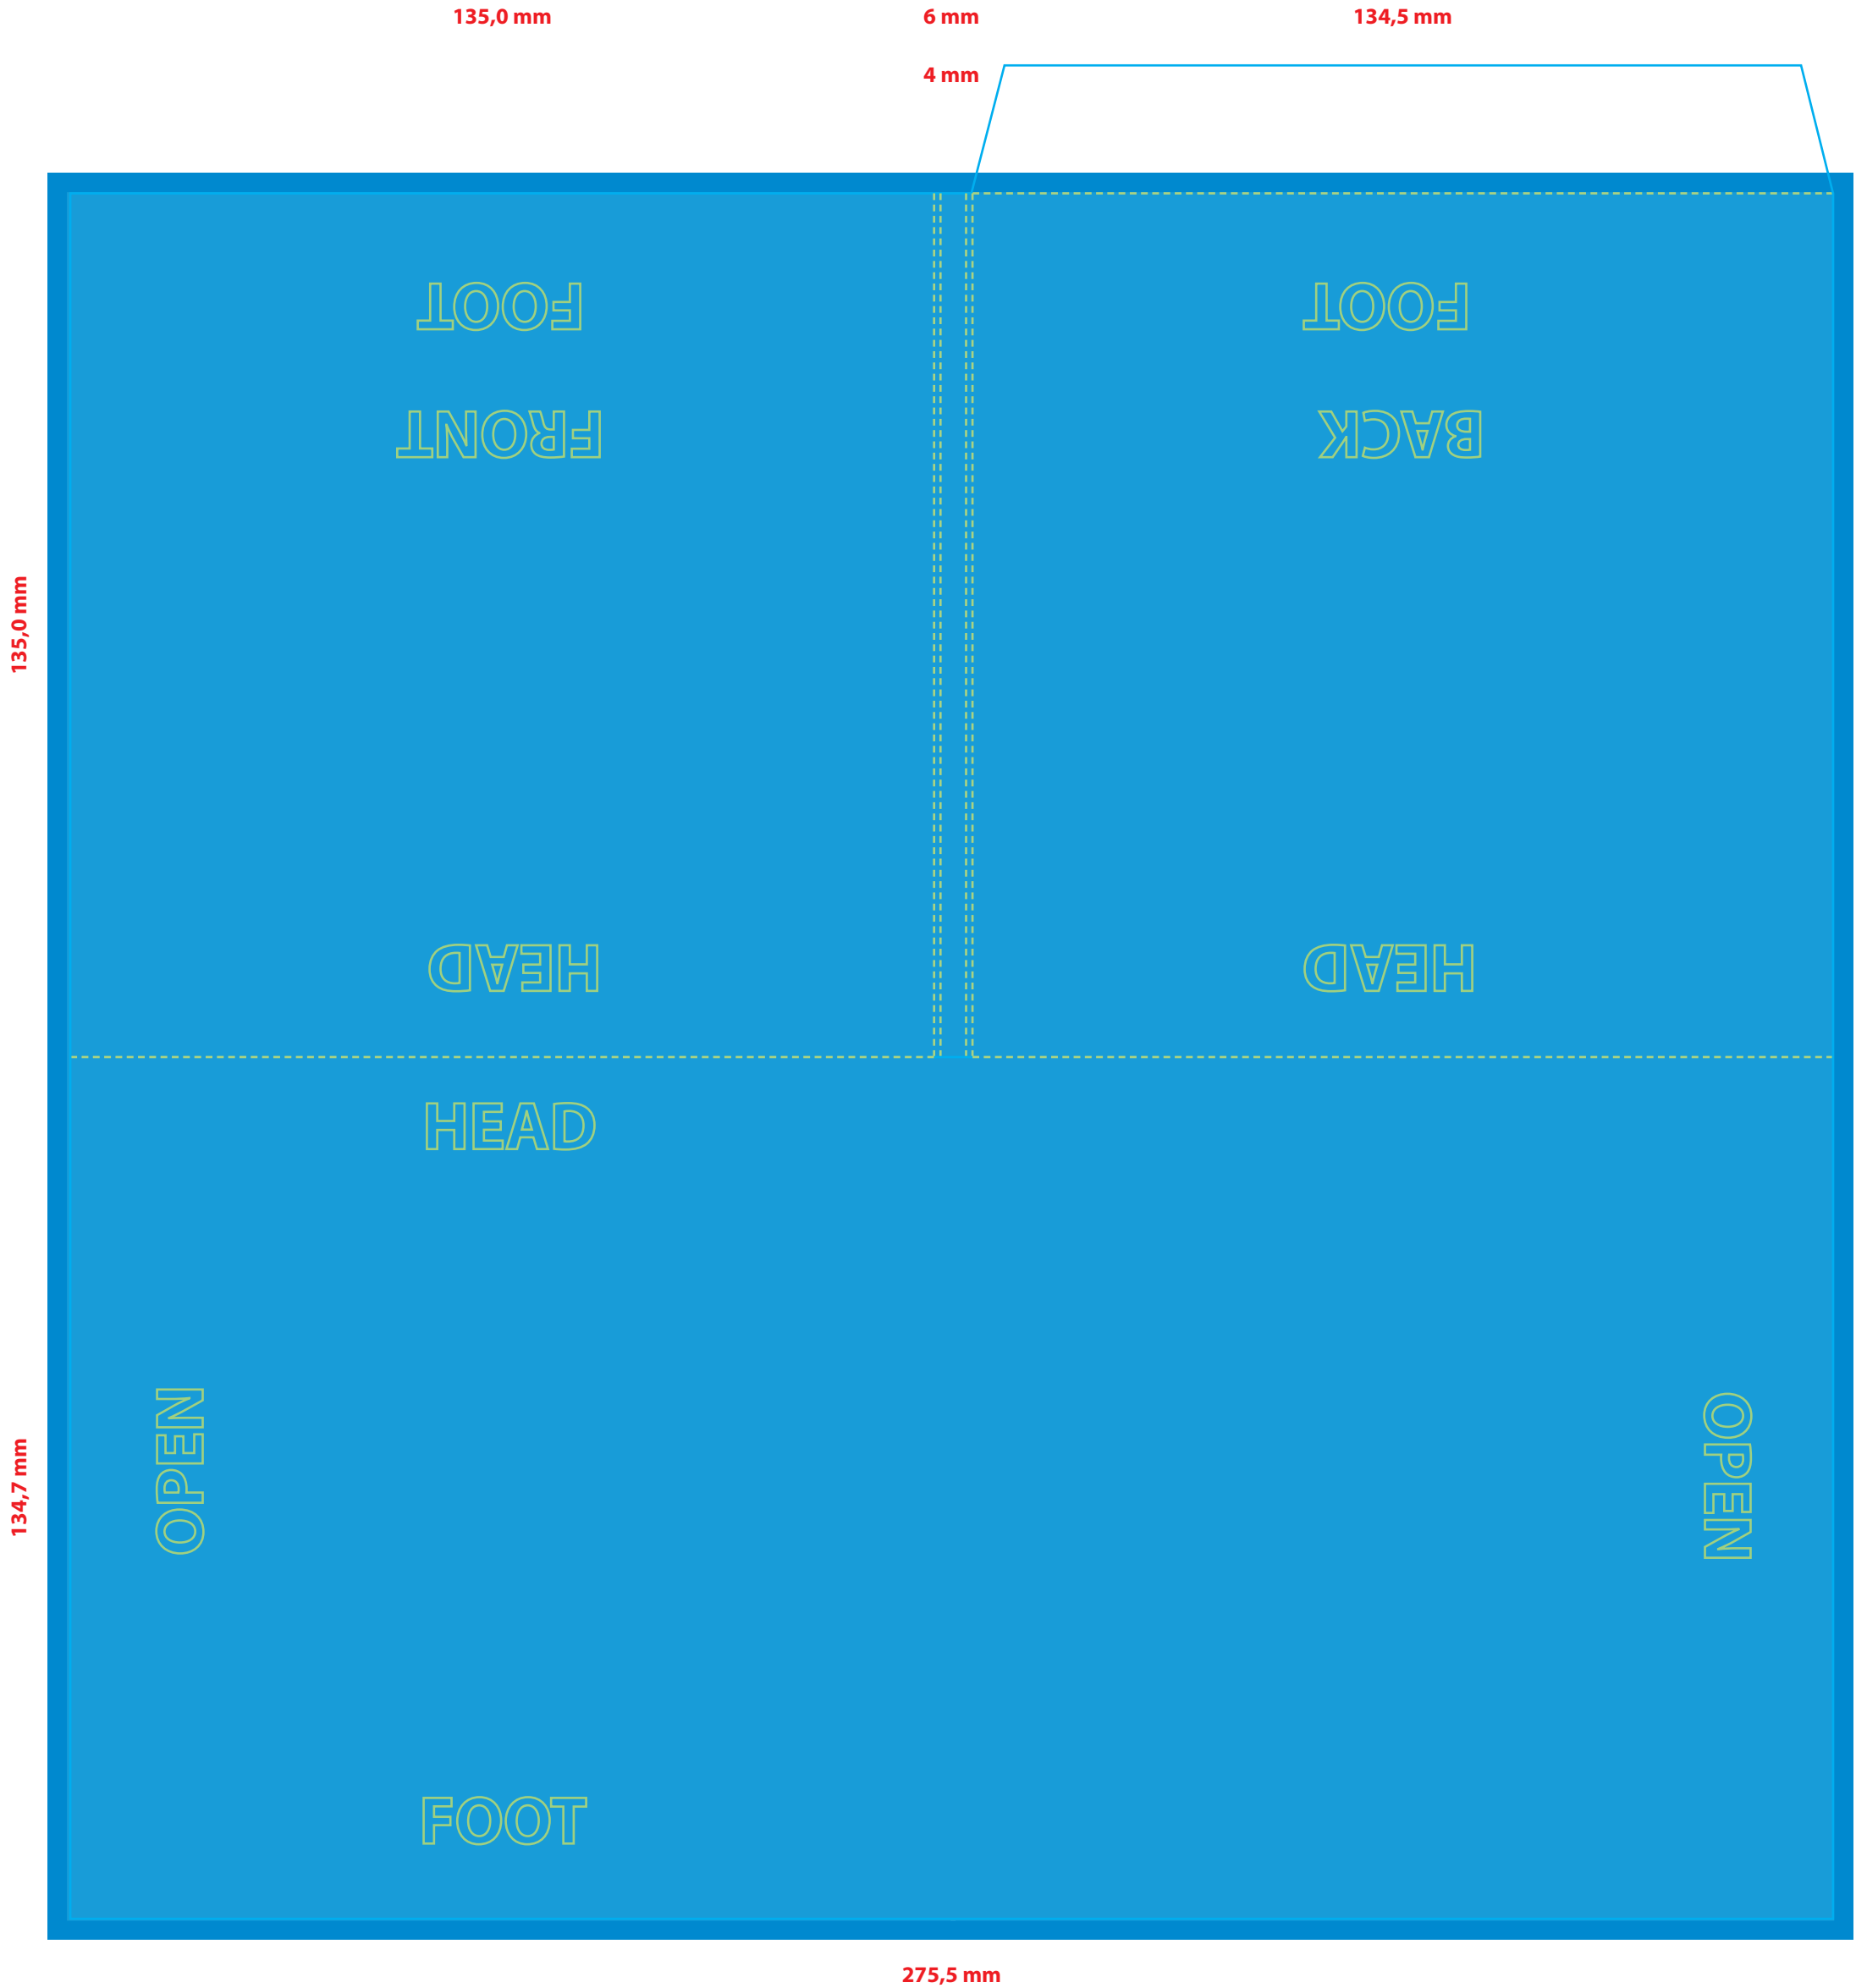 135,0 mm
6 mm
134,5 mm
4 mm
FOOT
FOOT
FRONT
BACK
135,0 mm
HEAD
HEAD
HEAD
OPEN
OPEN
134,7 mm
FOOT
275,5 mm